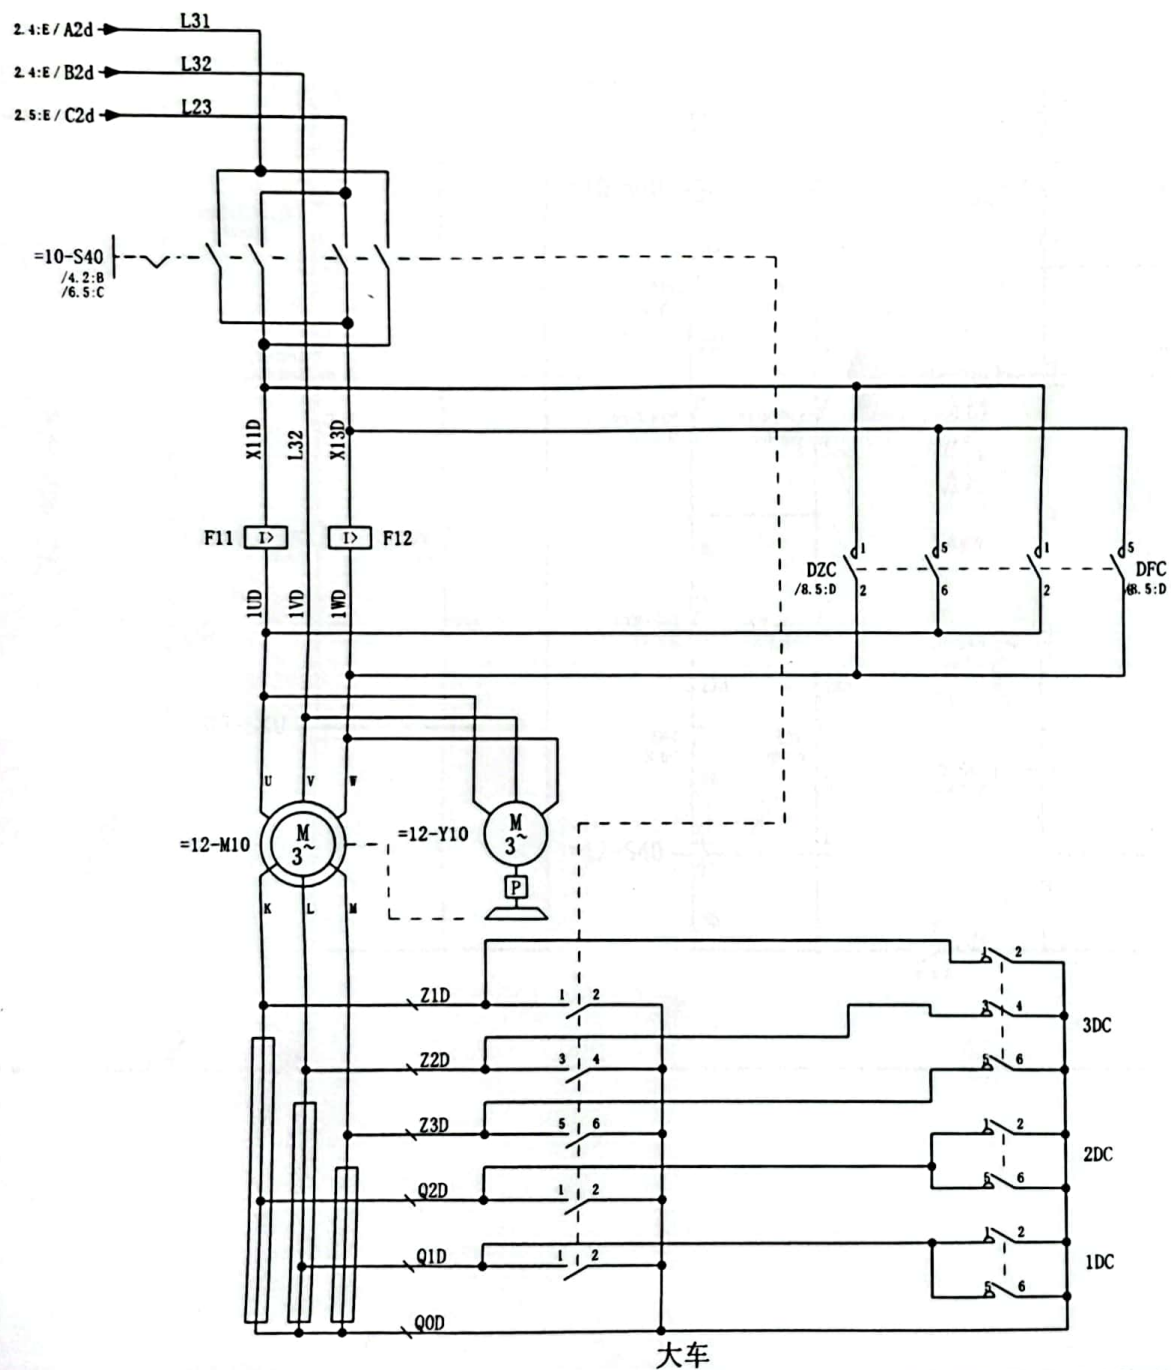 2.4:E/A2d L31
2.4:E/B2d L32
2.5:E/C2d L23
=10-S40
/4.2:B
/6.5:C
X11D L32 X13D
F11 I> I> F12
1 5 1 5
DZC DFC
/8.5:D 2 6 2 8.5:D
1UD 1VD 1WD
U V W
=12-M10 M 3~ =12-Y10 M 3~
P
K L M
1 2
Z1D 1 2
3 4 3DC
Z2D 3 4
5 6
Z3D 5 6
1 2
2DC
5 6
Q2D 1 2
1 2
Q1D 1 2
1DC
5 6
Q0D
大车